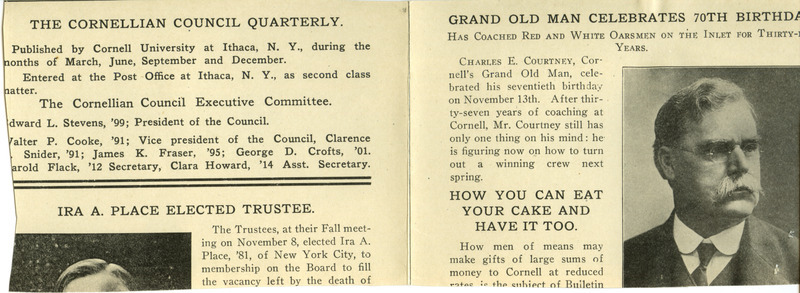 THE CORNELLIAN COUNCIL QUARTERLY.
Published by Cornell University at Ithaca, N. Y., during the
months of March, June, September and December.
Entered at the Post Office at Ithaca, N. Y., as second class
matter.
The Cornellian Council Executive Committee.
dward L. Stevens, '99; President of the Council.
alter P. Cooke, '91; Vice president of the Council, Clarence
. Snider, '91; James K. Fraser, '95; George D. Crofts, '01.
arold Flack, '12 Secretary, Clara Howard, '14 Asst. Secretary.
IRA A. PLACE ELECTED TRUSTEE.
The Trustees, at their Fall meet-
ing on November 8, elected Ira A.
Place, '81, of New York City, to
membership on the Board to fill
the vacancy left by the death of
GRAND OLD MAN CELEBRATES 70TH BIRTHDA
HAS COACHED RED AND WHITE OARSMEN ON THE INLET FOR THIRTY-
YEARS.
CHARLES E. COURTNEY, Cor-
nell's Grand Old Man, cele-
brated his seventieth birthday
on November 13th. After thir-
ty-seven years of coaching at
Cornell, Mr. Courtney still has
only one thing on his mind: he
is figuring now on how to turn
out a winning crew next
spring.
HOW YOU CAN EAT
YOUR CAKE AND
HAVE IT TOO.
How men of means may
make gifts of large sums of
money to Cornell at reduced
rates, is the subject of Bulletin